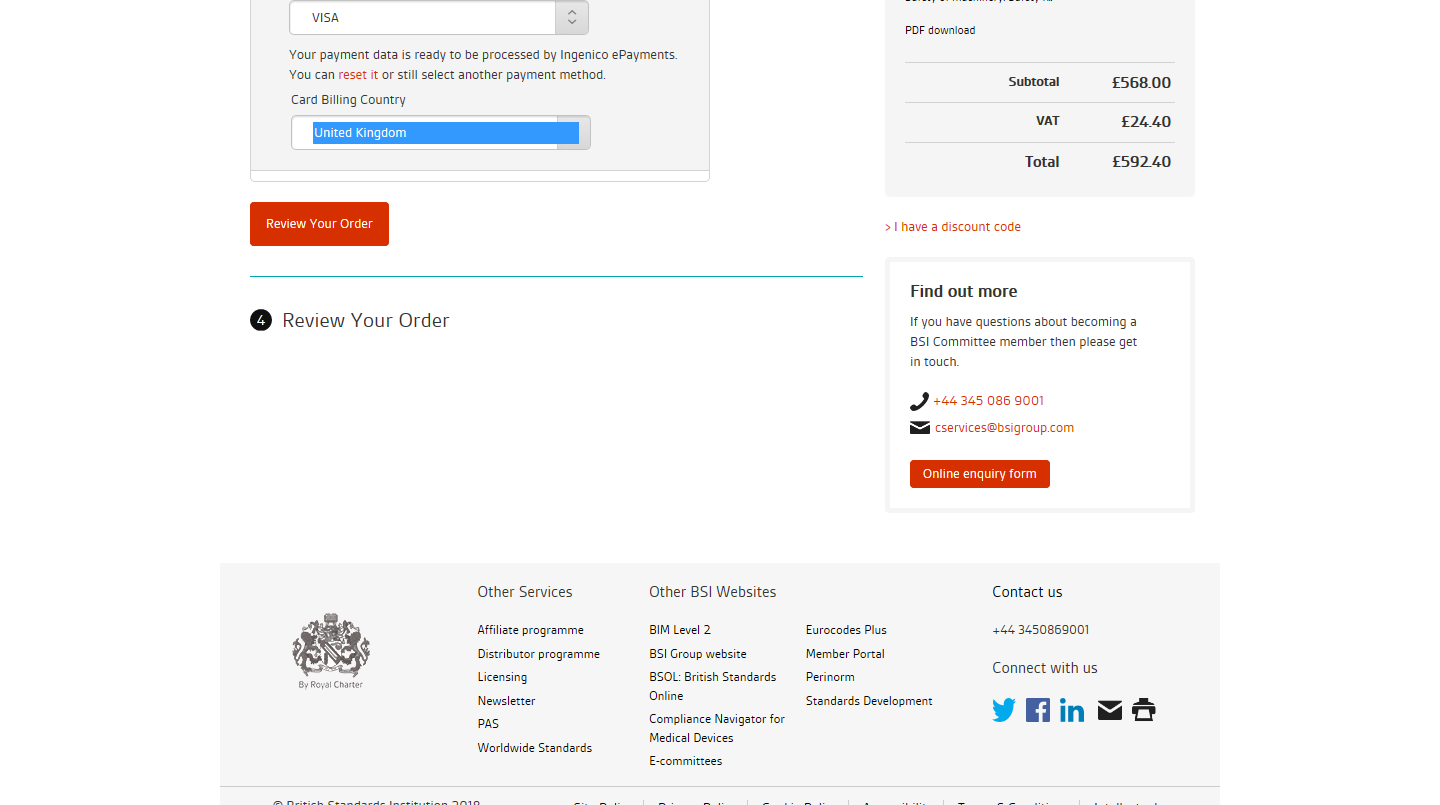 VISA
Your payment data is ready to be processed by Ingenico ePayments.
You can reset it or still select another payment method.
Card Billing Country
United Kingdom
Review Your Order
4 Review Your Order
PDF download
Subtotal £568.00
VAT £24.40
Total £592.40
> I have a discount code
Find out more
If you have questions about becoming a
BSI Committee member then please get
in touch.
+44 345 086 9001
cservices@bsigroup.com
Online enquiry form
By Royal Charter
Other Services
Affiliate programme
Distributor programme
Licensing
Newsletter
PAS
Worldwide Standards
Other BSI Websites
BIM Level 2
BSI Group website
BSOL: British Standards
Online
Compliance Navigator for
Medical Devices
E-committees
Eurocodes Plus
Member Portal
Perinorm
Standards Development
Contact us
+44 3450869001
Connect with us
© British Standards Institution 2018